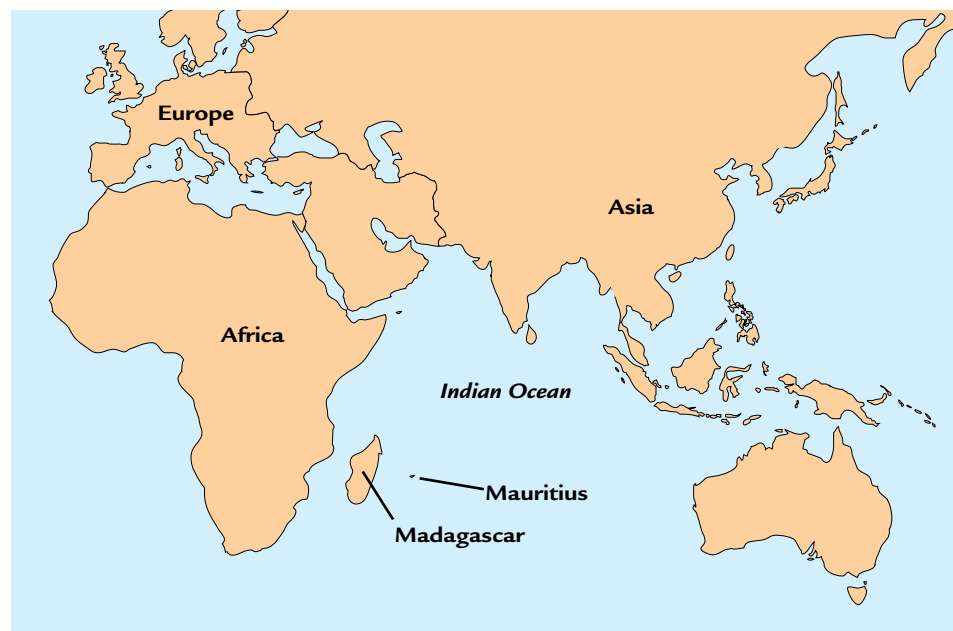 Europe
Asia
Africa
Indian Ocean
Mauritius
Madagascar